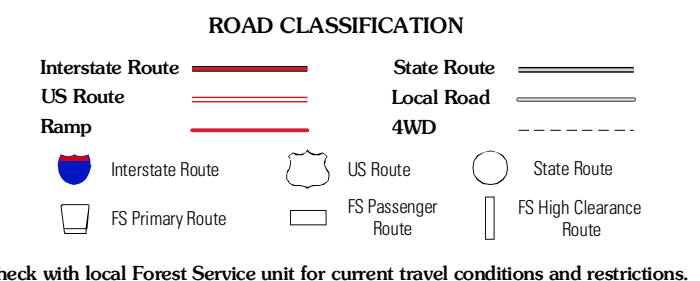 ROAD CLASSIFICATION
Interstate Route
State Route
US Route
Local Road
Ramp
4WD
Interstate Route
US Route
State Route
FS Primary Route
FS Passenger
Route
FS High Clearance
Route
heck with local Forest Service unit for current travel conditions and restrictions.